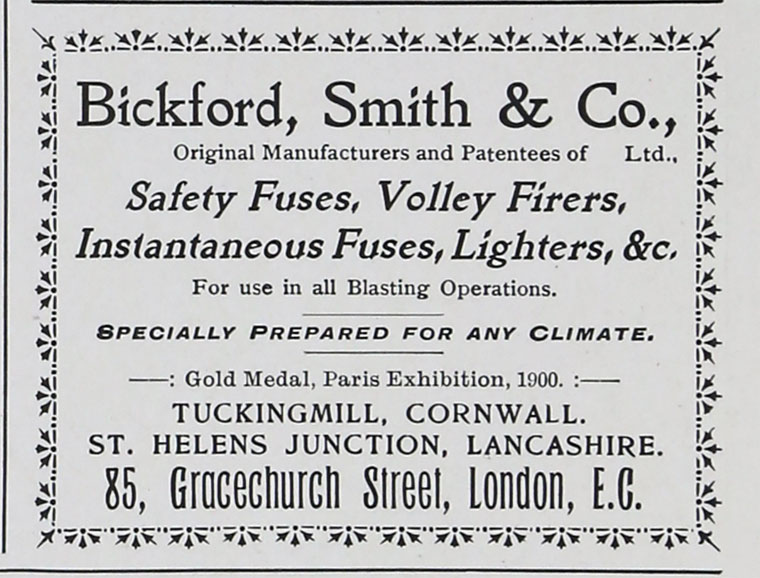 Bickford, Smith & Co.,
Original Manufacturers and Patentees of Ltd.,
Safety Fuses, Volley Firers,
Instantaneous Fuses, Lighters, &c.
For use in all Blasting Operations.
SPECIALLY PREPARED FOR ANY CLIMATE.
——: Gold Medal, Paris Exhibition, 1900. :——
TUCKINGMILL, CORNWALL.
ST. HELENS JUNCTION, LANCASHIRE.
85, Gracechurch Street, London, E.C.